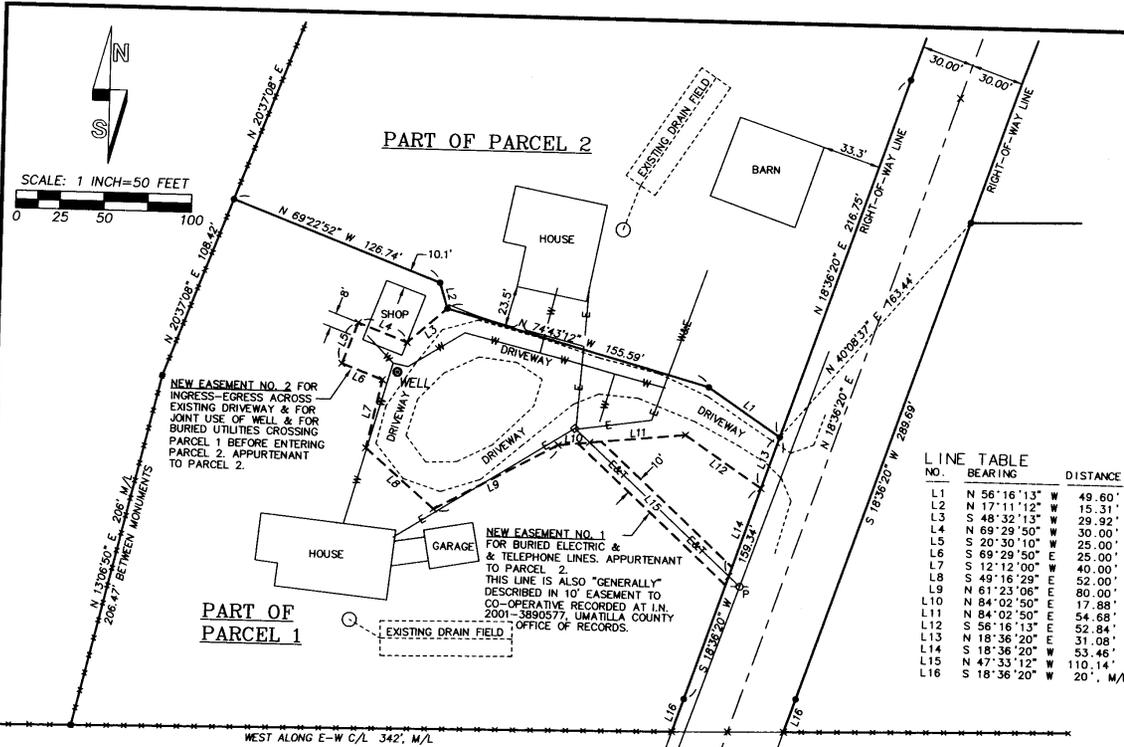 N
S
SCALE: 1 INCH=50 FEET
0 25 50 100
N 20°37'08" E
N 20°37'08" E 108.42'
N 69°22'52" W 126.74'
10.1'
PART OF PARCEL 2
EXISTING DRAIN FIELD
BARN
33.3'
30.00'
30.00'
RIGHT-OF-WAY LINE
RIGHT-OF-WAY LINE
N 18°36'20" E 216.75'
HOUSE
23.5'
8'
SHOP
L2
L3
L4
L5
L6
L7
L8
L9
L10
L11
L12
L13
L14
L15
L1
W
E
W&E
N 74°43'12" W 155.59'
DRIVEWAY
DRIVEWAY
DRIVEWAY
DRIVEWAY
WELL
N 40°08'37" E 163.44'
N 18°36'20" E
S 18°36'20" W 289.69'
NEW EASEMENT NO. 2 FOR
INGRESS-EGRESS ACROSS
EXISTING DRIVEWAY & FOR
JOINT USE OF WELL & FOR
BURIED UTILITIES CROSSING
PARCEL 1 BEFORE ENTERING
PARCEL 2. APPURTENANT
TO PARCEL 2.
N 13°06'50" E 206' M/L
206.47' BETWEEN MONUMENTS
10'
E&T
E&T
P
HOUSE
GARAGE
NEW EASEMENT NO. 1
FOR BURIED ELECTRIC &
& TELEPHONE LINES. APPURTENANT
TO PARCEL 2.
THIS LINE IS ALSO "GENERALLY"
DESCRIBED IN 10' EASEMENT TO
CO-OPERATIVE RECORDED AT I.N.
2001-3890577, UMATILLA COUNTY
OFFICE OF RECORDS.
S 18°36'20" W 159.34'
PART OF
PARCEL 1
EXISTING DRAIN FIELD
L16
L16
WEST ALONG E-W C/L 342', M/L
LINE TABLE
NO. BEARING DISTANCE
L1 N 56°16'13" W 49.60'
L2 N 17°11'12" W 15.31'
L3 S 48°32'13" W 29.92'
L4 N 69°29'50" W 30.00'
L5 S 20°30'10" W 25.00'
L6 S 69°29'50" E 25.00'
L7 S 12°12'00" W 40.00'
L8 S 49°16'29" E 52.00'
L9 N 61°23'06" E 80.00'
L10 N 84°02'50" E 17.88'
L11 N 84°02'50" E 54.68'
L12 S 56°16'13" E 52.84'
L13 N 18°36'20" E 31.08'
L14 S 18°36'20" W 53.46'
L15 N 47°33'12" W 110.14'
L16 S 18°36'20" W 20', M/L